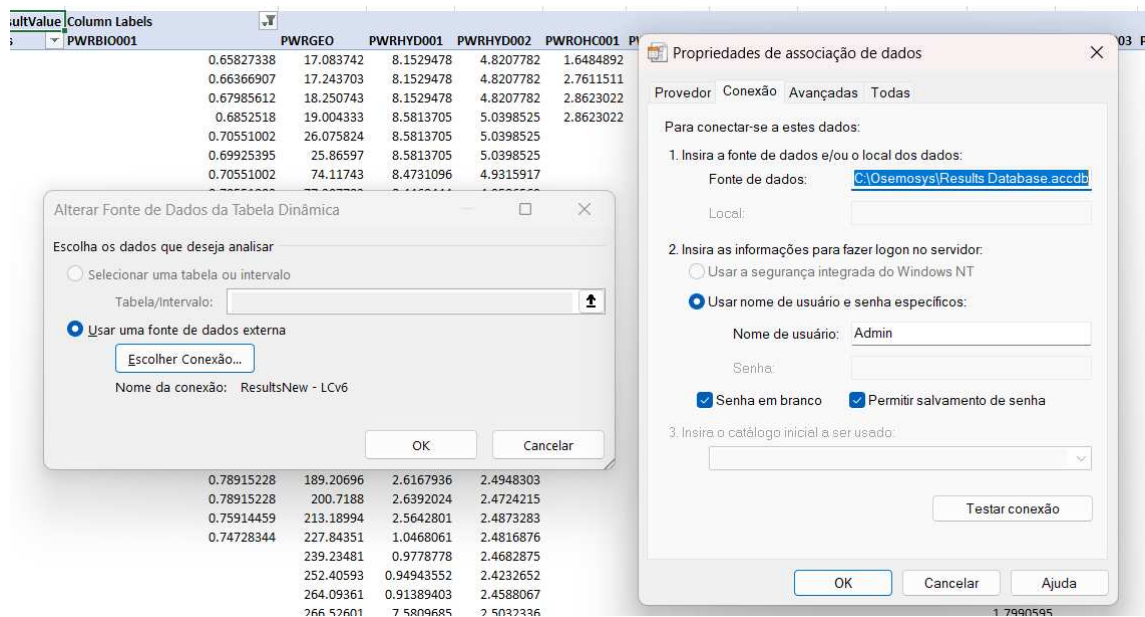 ultValue Column Labels
PWRBIO001 PWRGEO PWRHYD001 PWRHYD002 PWROHC001
0.65827338 17.083742 8.1529478 4.8207782 1.6484892
0.66366907 17.243703 8.1529478 4.8207782 2.7611511
0.67985612 18.250743 8.1529478 4.8207782 2.8623022
0.6852518 19.004333 8.5813705 5.0398525 2.8623022
0.70551002 26.075824 8.5813705 5.0398525
0.69925395 25.86597 8.5813705 5.0398525
0.70551002 74.11743 8.4731096 4.9315917
Alterar Fonte de Dados da Tabela Dinâmica
Escolha os dados que deseja analisar
Selecionar uma tabela ou intervalo
Tabela/Intervalo:
Usar uma fonte de dados externa
Escolher Conexão...
Nome da conexão: ResultsNew - LCv6
OK Cancelar
0.78915228 189.20696 2.6167936 2.4948303
0.78915228 200.7188 2.6392024 2.4724215
0.75914459 213.18994 2.5642801 2.4873283
0.74728344 227.84351 1.0468061 2.4816876
239.23481 0.9778778 2.4682875
252.40593 0.94943552 2.4232652
264.09361 0.91389403 2.4588067
266.52601 7.5809685 2.5032336
Propriedades de associação de dados
Provedor Conexão Avançadas Todas
Para conectar-se a estes dados:
1. Insira a fonte de dados e/ou o local dos dados:
Fonte de dados: C:\Osemosys\Results Database.accdb
Local:
2. Insira as informações para fazer logon no servidor:
Usar a segurança integrada do Windows NT
Usar nome de usuário e senha específicos:
Nome de usuário: Admin
Senha:
Senha em branco Permitir salvamento de senha
3. Insira o catálogo inicial a ser usado:
Testar conexão
OK Cancelar Ajuda
03
1.7990595